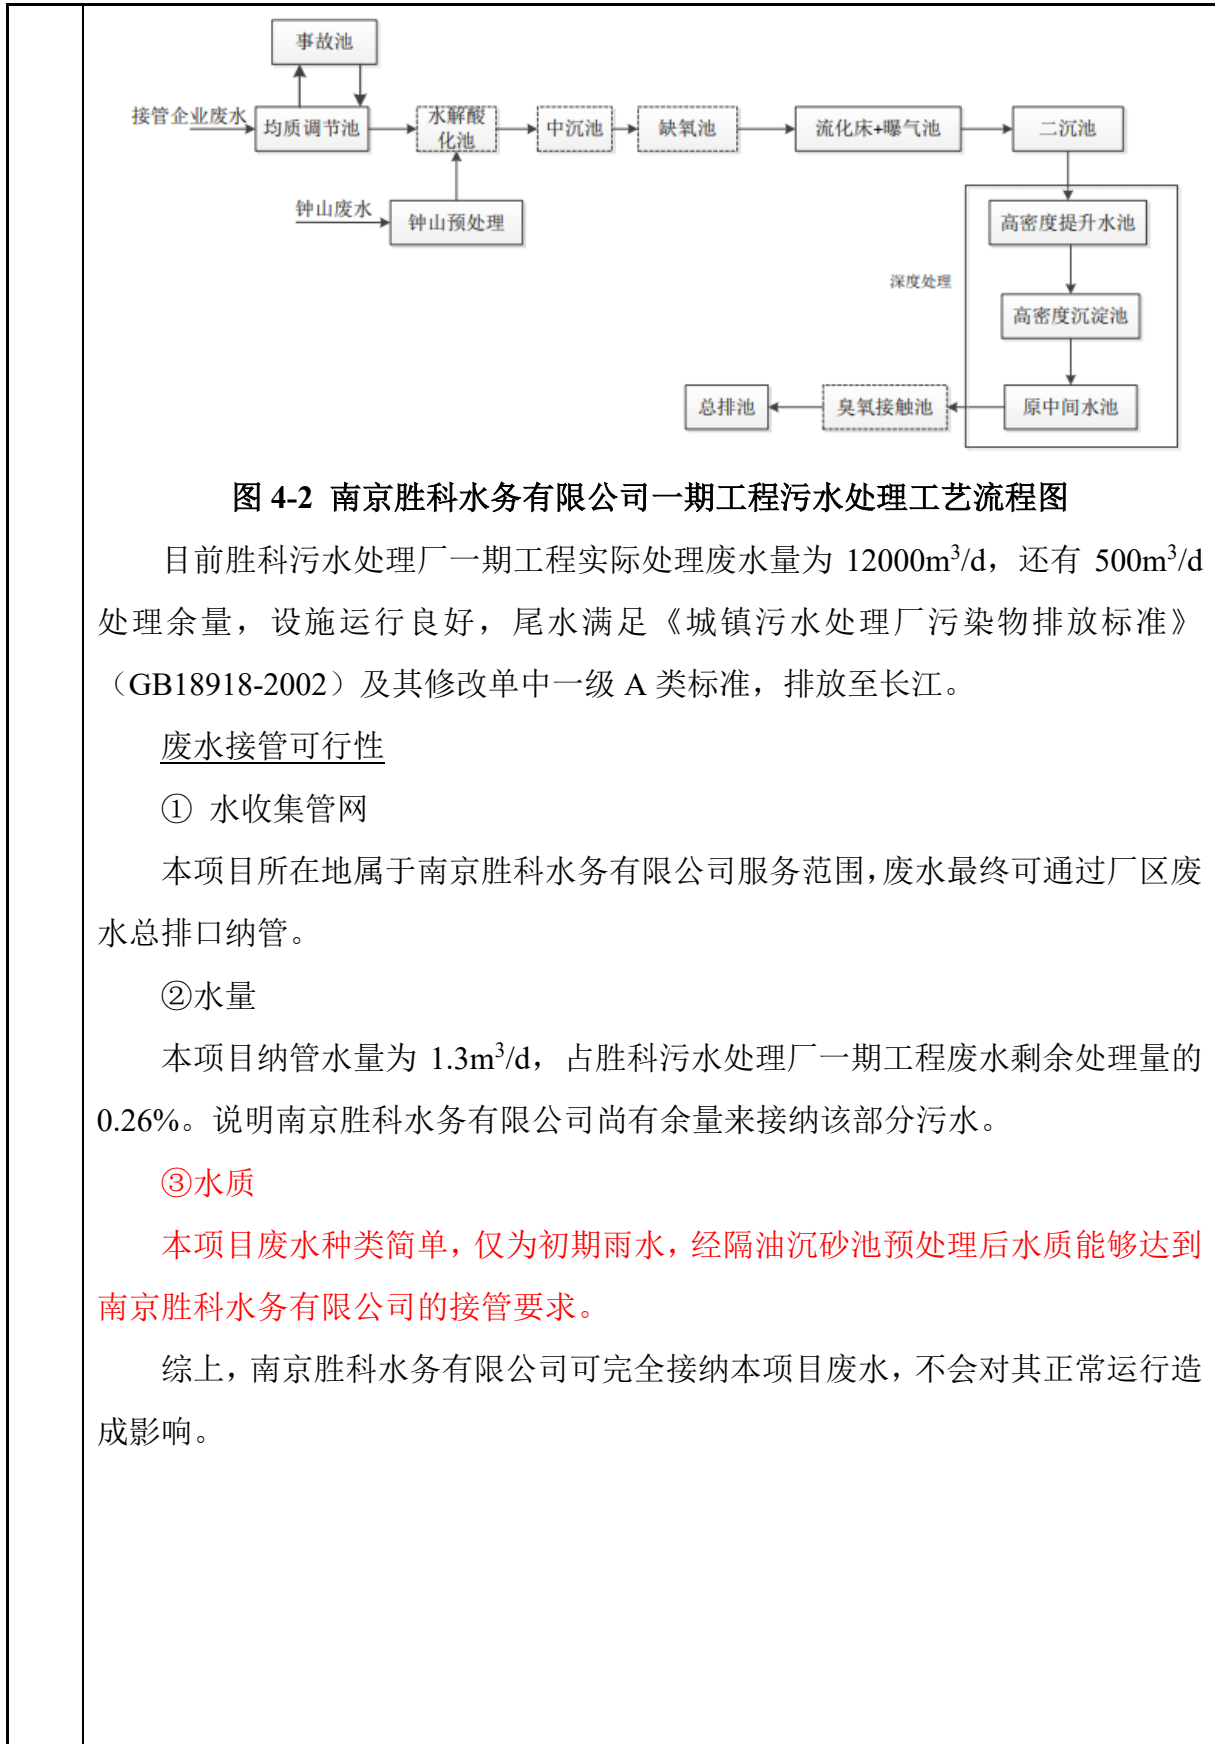 事故池
接管企业废水
均质调节池
水解酸
化池
中沉池
缺氧池
流化床+曝气池
二沉池
钟山废水
钟山预处理
高密度提升水池
深度处理
高密度沉淀池
总排池
臭氧接触池
原中间水池
图 4-2 南京胜科水务有限公司一期工程污水处理工艺流程图
目前胜科污水处理厂一期工程实际处理废水量为 12000m³/d，还有 500m³/d
处理余量，设施运行良好，尾水满足《城镇污水处理厂污染物排放标准》
（GB18918-2002）及其修改单中一级 A 类标准，排放至长江。
废水接管可行性
① 水收集管网
本项目所在地属于南京胜科水务有限公司服务范围，废水最终可通过厂区废
水总排口纳管。
②水量
本项目纳管水量为 1.3m³/d，占胜科污水处理厂一期工程废水剩余处理量的
0.26%。说明南京胜科水务有限公司尚有余量来接纳该部分污水。
③水质
本项目废水种类简单，仅为初期雨水，经隔油沉砂池预处理后水质能够达到
南京胜科水务有限公司的接管要求。
综上，南京胜科水务有限公司可完全接纳本项目废水，不会对其正常运行造
成影响。